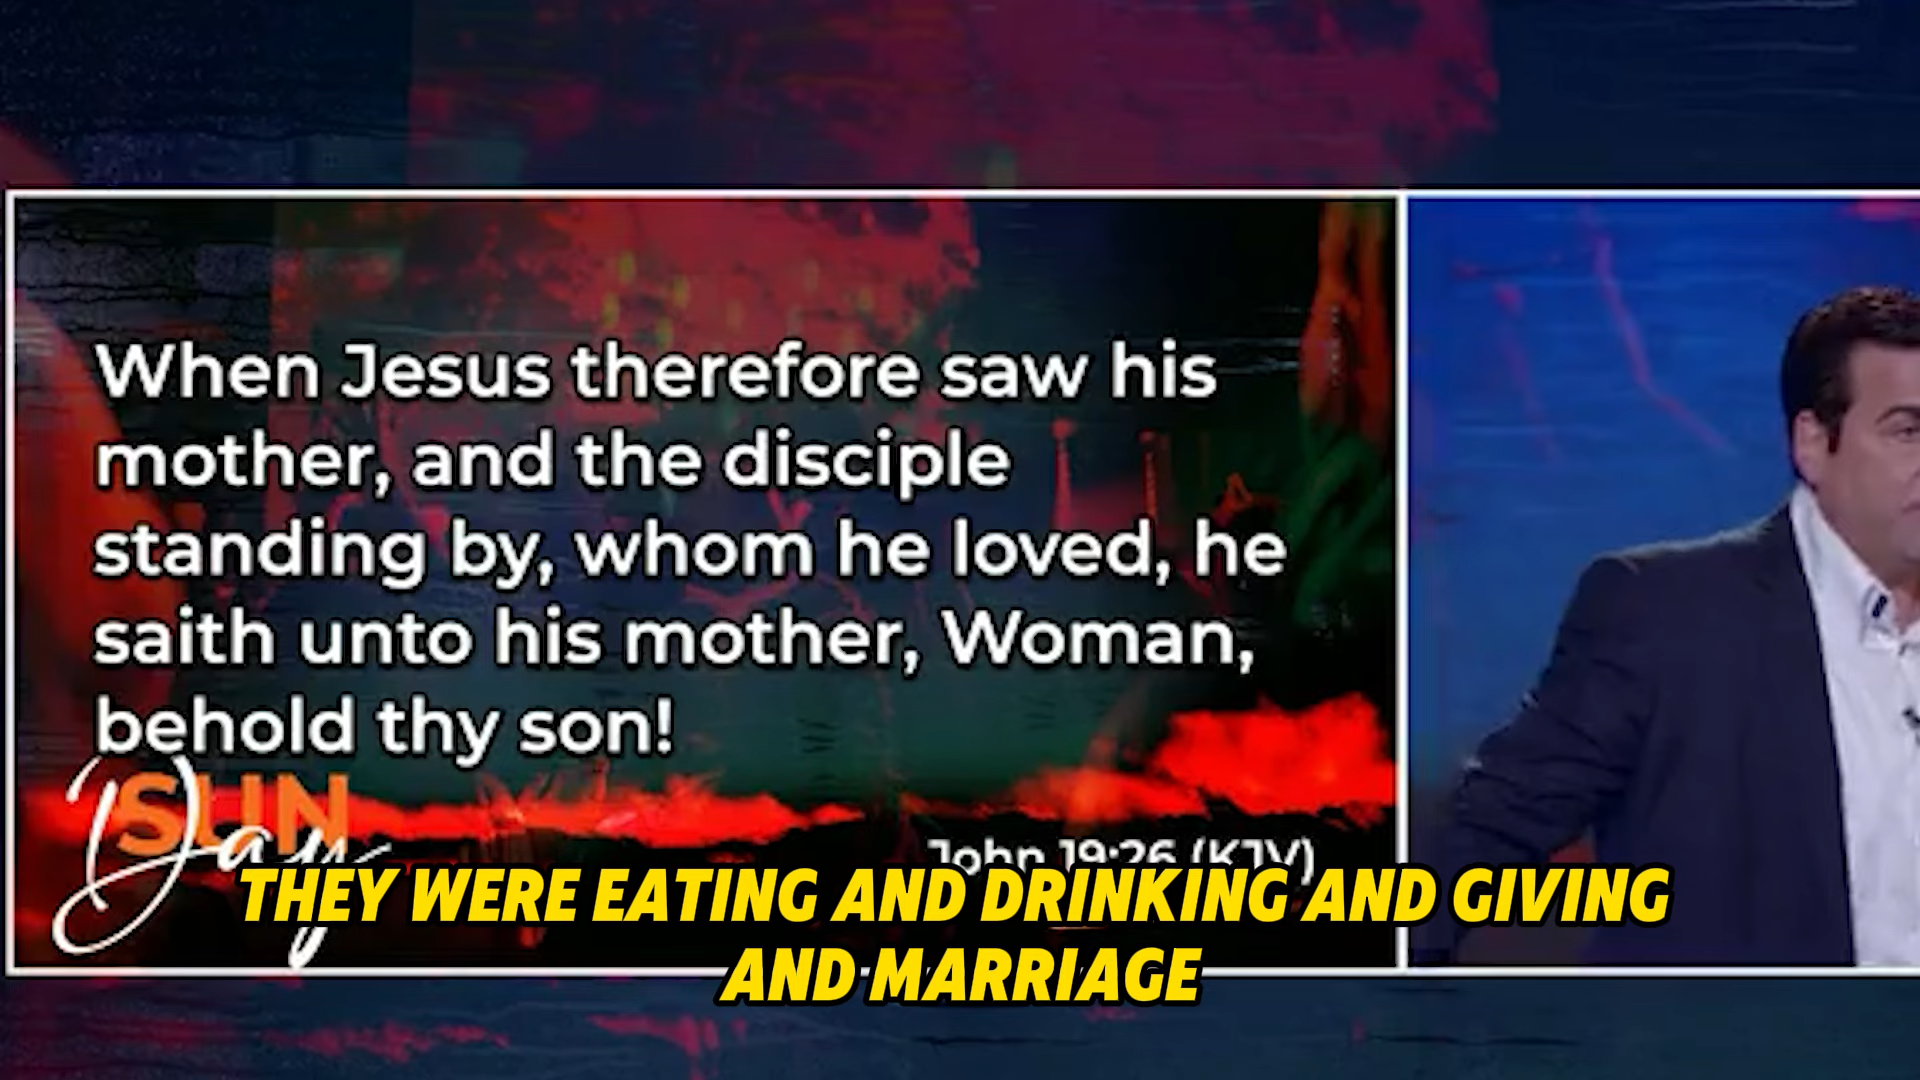 When Jesus therefore saw his
mother, and the disciple
standing by, whom he loved, he
saith unto his mother, Woman,
behold thy son!
SUN
Day
John 19:26 (KJV)
THEY WERE EATING AND DRINKING AND GIVING
AND MARRIAGE